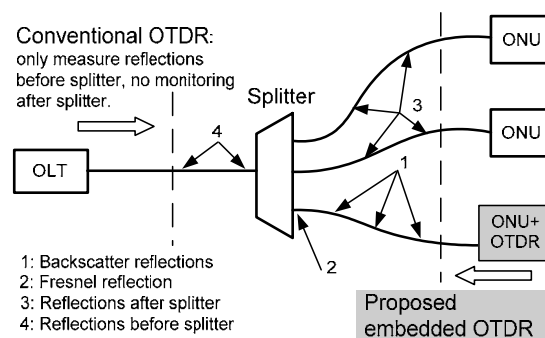 Conventional OTDR:
only measure reflections
before splitter, no monitoring
after splitter.
Splitter
ONU
4
3
ONU
OLT
1
ONU+
OTDR
2
1: Backscatter reflections
2: Fresnel reflection
3: Reflections after splitter
4: Reflections before splitter
Proposed
embedded OTDR